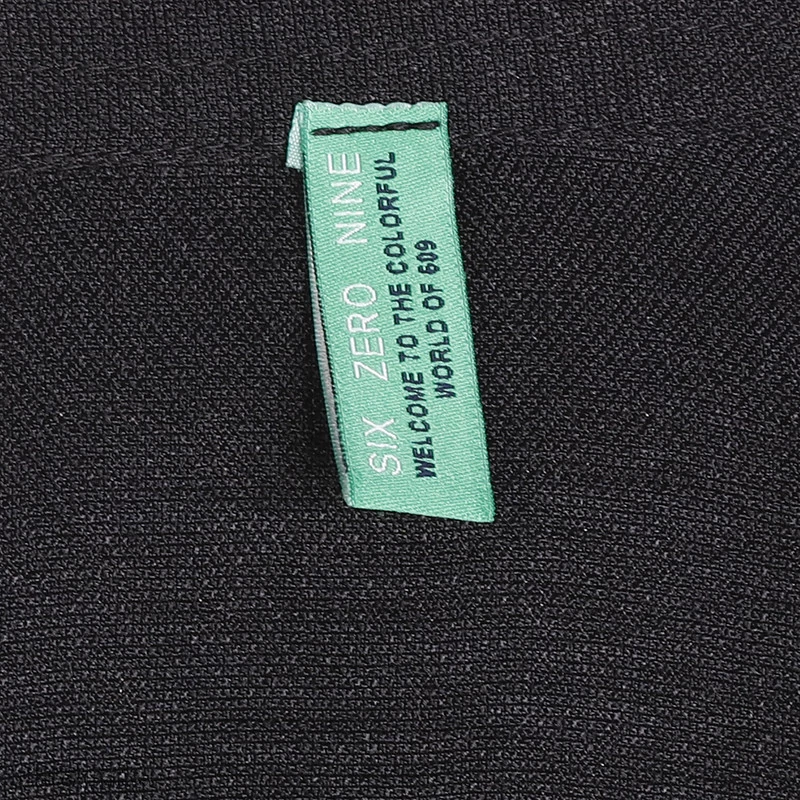 SIX ZERO NINE
WELCOME TO THE COLORFUL
WORLD OF 609